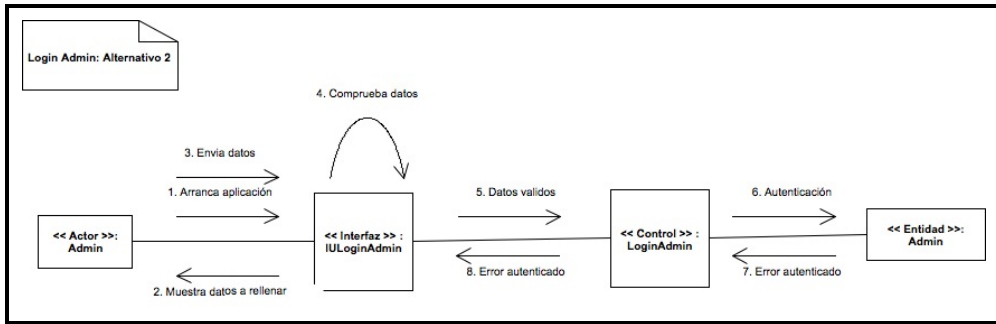 Login Admin: Alternativo 2
4. Comprueba datos
3. Envia datos
1. Arranca aplicación
5. Datos validos
6. Autenticación
<< Actor >>:
Admin
<< Interfaz >> :
IULoginAdmin
<< Control >> :
LoginAdmin
<< Entidad >>:
Admin
2. Muestra datos a rellenar
8. Error autenticado
7. Error autenticado